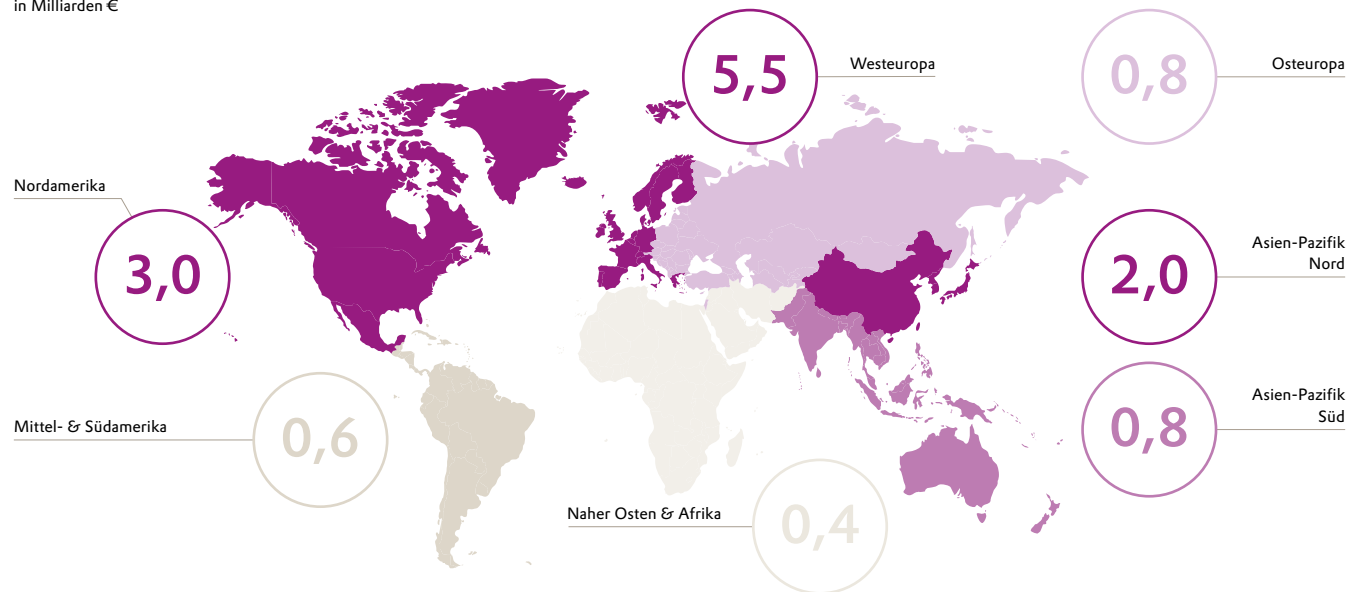 in Milliarden €
5,5
Westeuropa
0,8
Osteuropa
Nordamerika
3,0
2,0
Asien-Pazifik
Nord
0,8
Asien-Pazifik
Süd
Mittel- & Südamerika
0,6
Naher Osten & Afrika
0,4